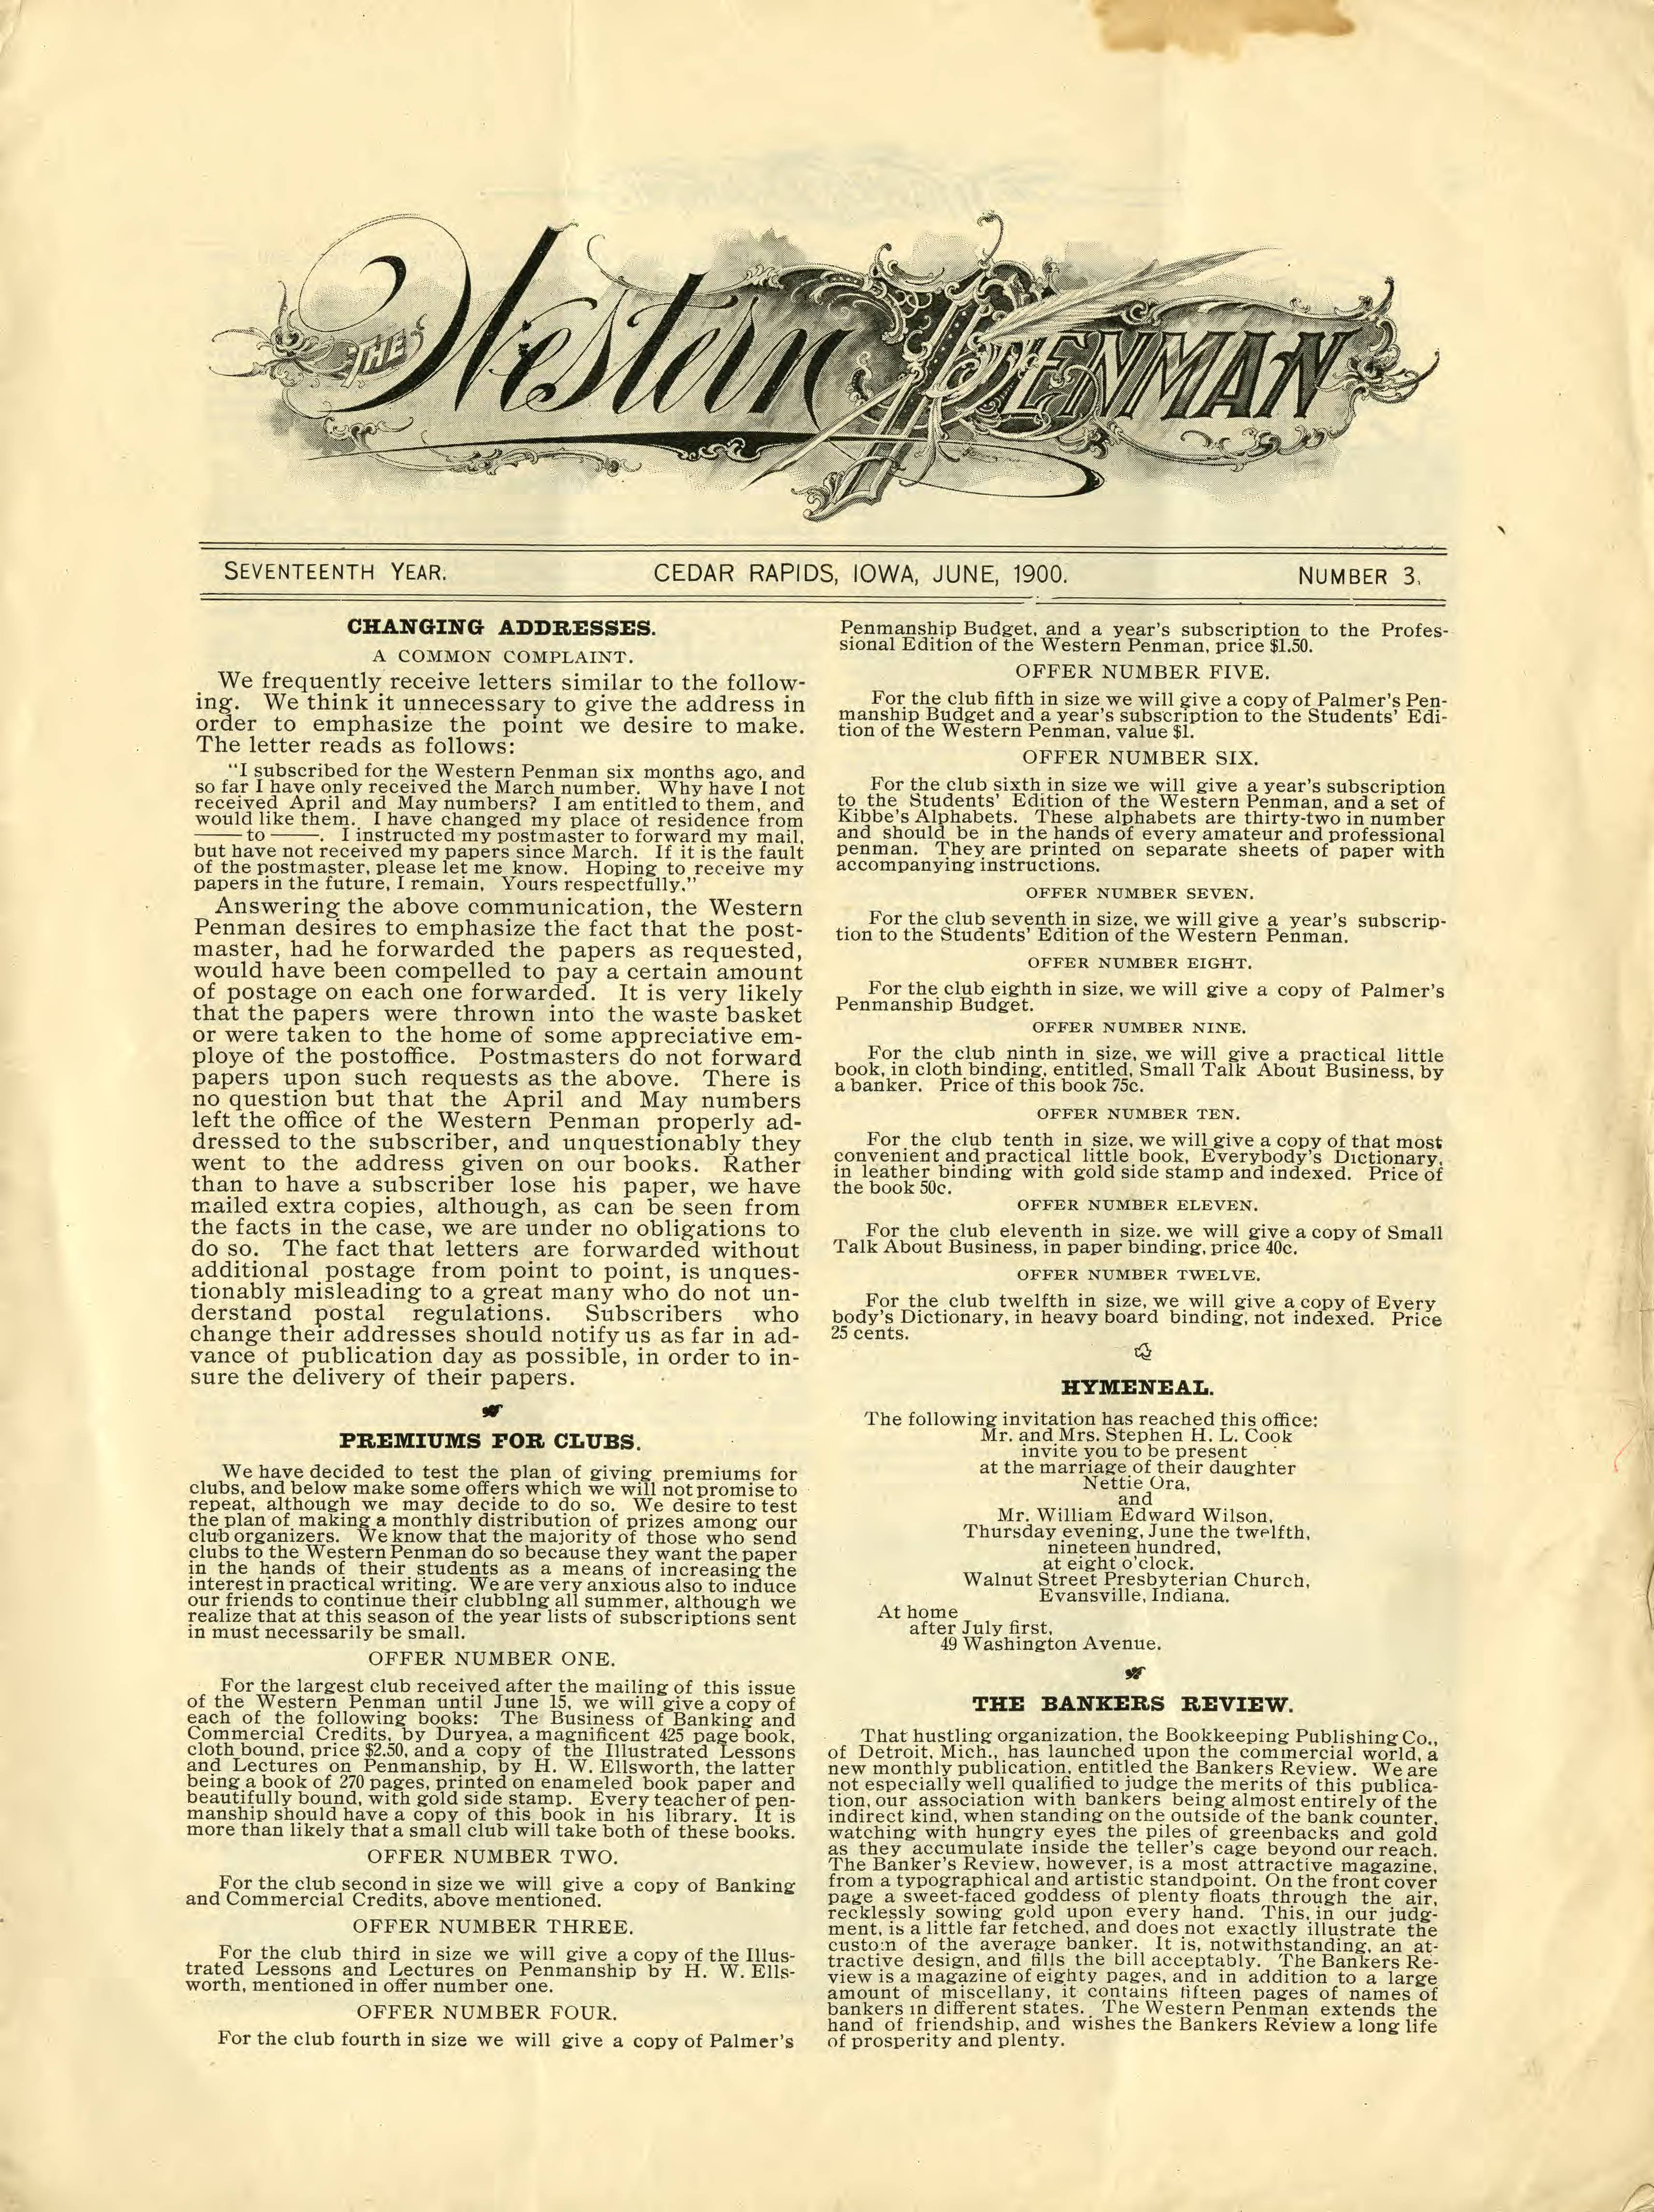 THE Western PENMAN
SEVENTEENTH YEAR. CEDAR RAPIDS, IOWA, JUNE, 1900. NUMBER 3.
CHANGING ADDRESSES.
A COMMON COMPLAINT.
We frequently receive letters similar to the follow-
ing. We think it unnecessary to give the address in
order to emphasize the point we desire to make.
The letter reads as follows:
"I subscribed for the Western Penman six months ago, and
so far I have only received the March number. Why have I not
received April and May numbers? I am entitled to them, and
would like them. I have changed my place of residence from
—— to ——. I instructed my postmaster to forward my mail,
but have not received my papers since March. If it is the fault
of the postmaster, please let me know. Hoping to receive my
papers in the future, I remain, Yours respectfully."
Answering the above communication, the Western
Penman desires to emphasize the fact that the post-
master, had he forwarded the papers as requested,
would have been compelled to pay a certain amount
of postage on each one forwarded. It is very likely
that the papers were thrown into the waste basket
or were taken to the home of some appreciative em-
ploye of the postoffice. Postmasters do not forward
papers upon such requests as the above. There is
no question but that the April and May numbers
left the office of the Western Penman properly ad-
dressed to the subscriber, and unquestionably they
went to the address given on our books. Rather
than to have a subscriber lose his paper, we have
mailed extra copies, although, as can be seen from
the facts in the case, we are under no obligations to
do so. The fact that letters are forwarded without
additional postage from point to point, is unques-
tionably misleading to a great many who do not un-
derstand postal regulations. Subscribers who
change their addresses should notify us as far in ad-
vance of publication day as possible, in order to in-
sure the delivery of their papers.
PREMIUMS FOR CLUBS.
We have decided to test the plan of giving premiums for
clubs, and below make some offers which we will not promise to
repeat, although we may decide to do so. We desire to test
the plan of making a monthly distribution of prizes among our
club organizers. We know that the majority of those who send
clubs to the Western Penman do so because they want the paper
in the hands of their students as a means of increasing the
interest in practical writing. We are very anxious also to induce
our friends to continue their clubbing all summer, although we
realize that at this season of the year lists of subscriptions sent
in must necessarily be small.
OFFER NUMBER ONE.
For the largest club received after the mailing of this issue
of the Western Penman until June 15, we will give a copy of
each of the following books: The Business of Banking and
Commercial Credits, by Duryea, a magnificent 425 page book,
cloth bound, price $2.50, and a copy of the Illustrated Lessons
and Lectures on Penmanship, by H. W. Ellsworth, the latter
being a book of 270 pages, printed on enameled book paper and
beautifully bound, with gold side stamp. Every teacher of pen-
manship should have a copy of this book in his library. It is
more than likely that a small club will take both of these books.
OFFER NUMBER TWO.
For the club second in size we will give a copy of Banking
and Commercial Credits, above mentioned.
OFFER NUMBER THREE.
For the club third in size we will give a copy of the Illus-
trated Lessons and Lectures on Penmanship by H. W. Ells-
worth, mentioned in offer number one.
OFFER NUMBER FOUR.
For the club fourth in size we will give a copy of Palmer's
Penmanship Budget, and a year's subscription to the Profes-
sional Edition of the Western Penman, price $1.50.
OFFER NUMBER FIVE.
For the club fifth in size we will give a copy of Palmer's Pen-
manship Budget and a year's subscription to the Students' Edi-
tion of the Western Penman, value $1.
OFFER NUMBER SIX.
For the club sixth in size we will give a year's subscription
to the Students' Edition of the Western Penman, and a set of
Kibbe's Alphabets. These alphabets are thirty-two in number
and should be in the hands of every amateur and professional
penman. They are printed on separate sheets of paper with
accompanying instructions.
OFFER NUMBER SEVEN.
For the club seventh in size, we will give a year's subscrip-
tion to the Students' Edition of the Western Penman.
OFFER NUMBER EIGHT.
For the club eighth in size, we will give a copy of Palmer's
Penmanship Budget.
OFFER NUMBER NINE.
For the club ninth in size, we will give a practical little
book, in cloth binding, entitled, Small Talk About Business, by
a banker. Price of this book 75c.
OFFER NUMBER TEN.
For the club tenth in size, we will give a copy of that most
convenient and practical little book, Everybody's Dictionary,
in leather binding with gold side stamp and indexed. Price of
the book 50c.
OFFER NUMBER ELEVEN.
For the club eleventh in size. we will give a copy of Small
Talk About Business, in paper binding, price 40c.
OFFER NUMBER TWELVE.
For the club twelfth in size, we will give a copy of Every
body's Dictionary, in heavy board binding, not indexed. Price
25 cents.
HYMENEAL.
The following invitation has reached this office:
Mr. and Mrs. Stephen H. L. Cook
invite you to be present
at the marriage of their daughter
Nettie Ora,
and
Mr. William Edward Wilson,
Thursday evening, June the twelfth,
nineteen hundred,
at eight o'clock.
Walnut Street Presbyterian Church,
Evansville, Indiana.
At home
after July first,
49 Washington Avenue.
THE BANKERS REVIEW.
That hustling organization, the Bookkeeping Publishing Co.,
of Detroit, Mich., has launched upon the commercial world, a
new monthly publication, entitled the Bankers Review. We are
not especially well qualified to judge the merits of this publica-
tion, our association with bankers being almost entirely of the
indirect kind, when standing on the outside of the bank counter,
watching with hungry eyes the piles of greenbacks and gold
as they accumulate inside the teller's cage beyond our reach.
The Banker's Review, however, is a most attractive magazine,
from a typographical and artistic standpoint. On the front cover
page a sweet-faced goddess of plenty floats through the air,
recklessly sowing gold upon every hand. This, in our judg-
ment, is a little far fetched, and does not exactly illustrate the
custom of the average banker. It is, notwithstanding, an at-
tractive design, and fills the bill acceptably. The Bankers Re-
view is a magazine of eighty pages, and in addition to a large
amount of miscellany, it contains fifteen pages of names of
bankers in different states. The Western Penman extends the
hand of friendship, and wishes the Bankers Review a long life
of prosperity and plenty.